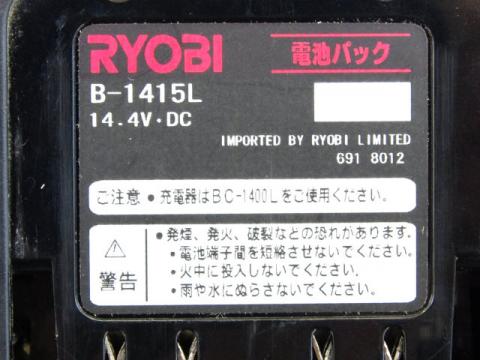 RYOBI 電池パック
B-1415L
14.4V・DC
IMPORTED BY RYOBI LIMITED
691 8012
ご注意 ●充電器はBC-1400Lをご使用ください。
⚠ 警告
●発煙、発火、破裂などの恐れがあります。
・電池端子間を短絡させないでください。
・火中に投入しないでください。
・雨や水にぬらさないでください。